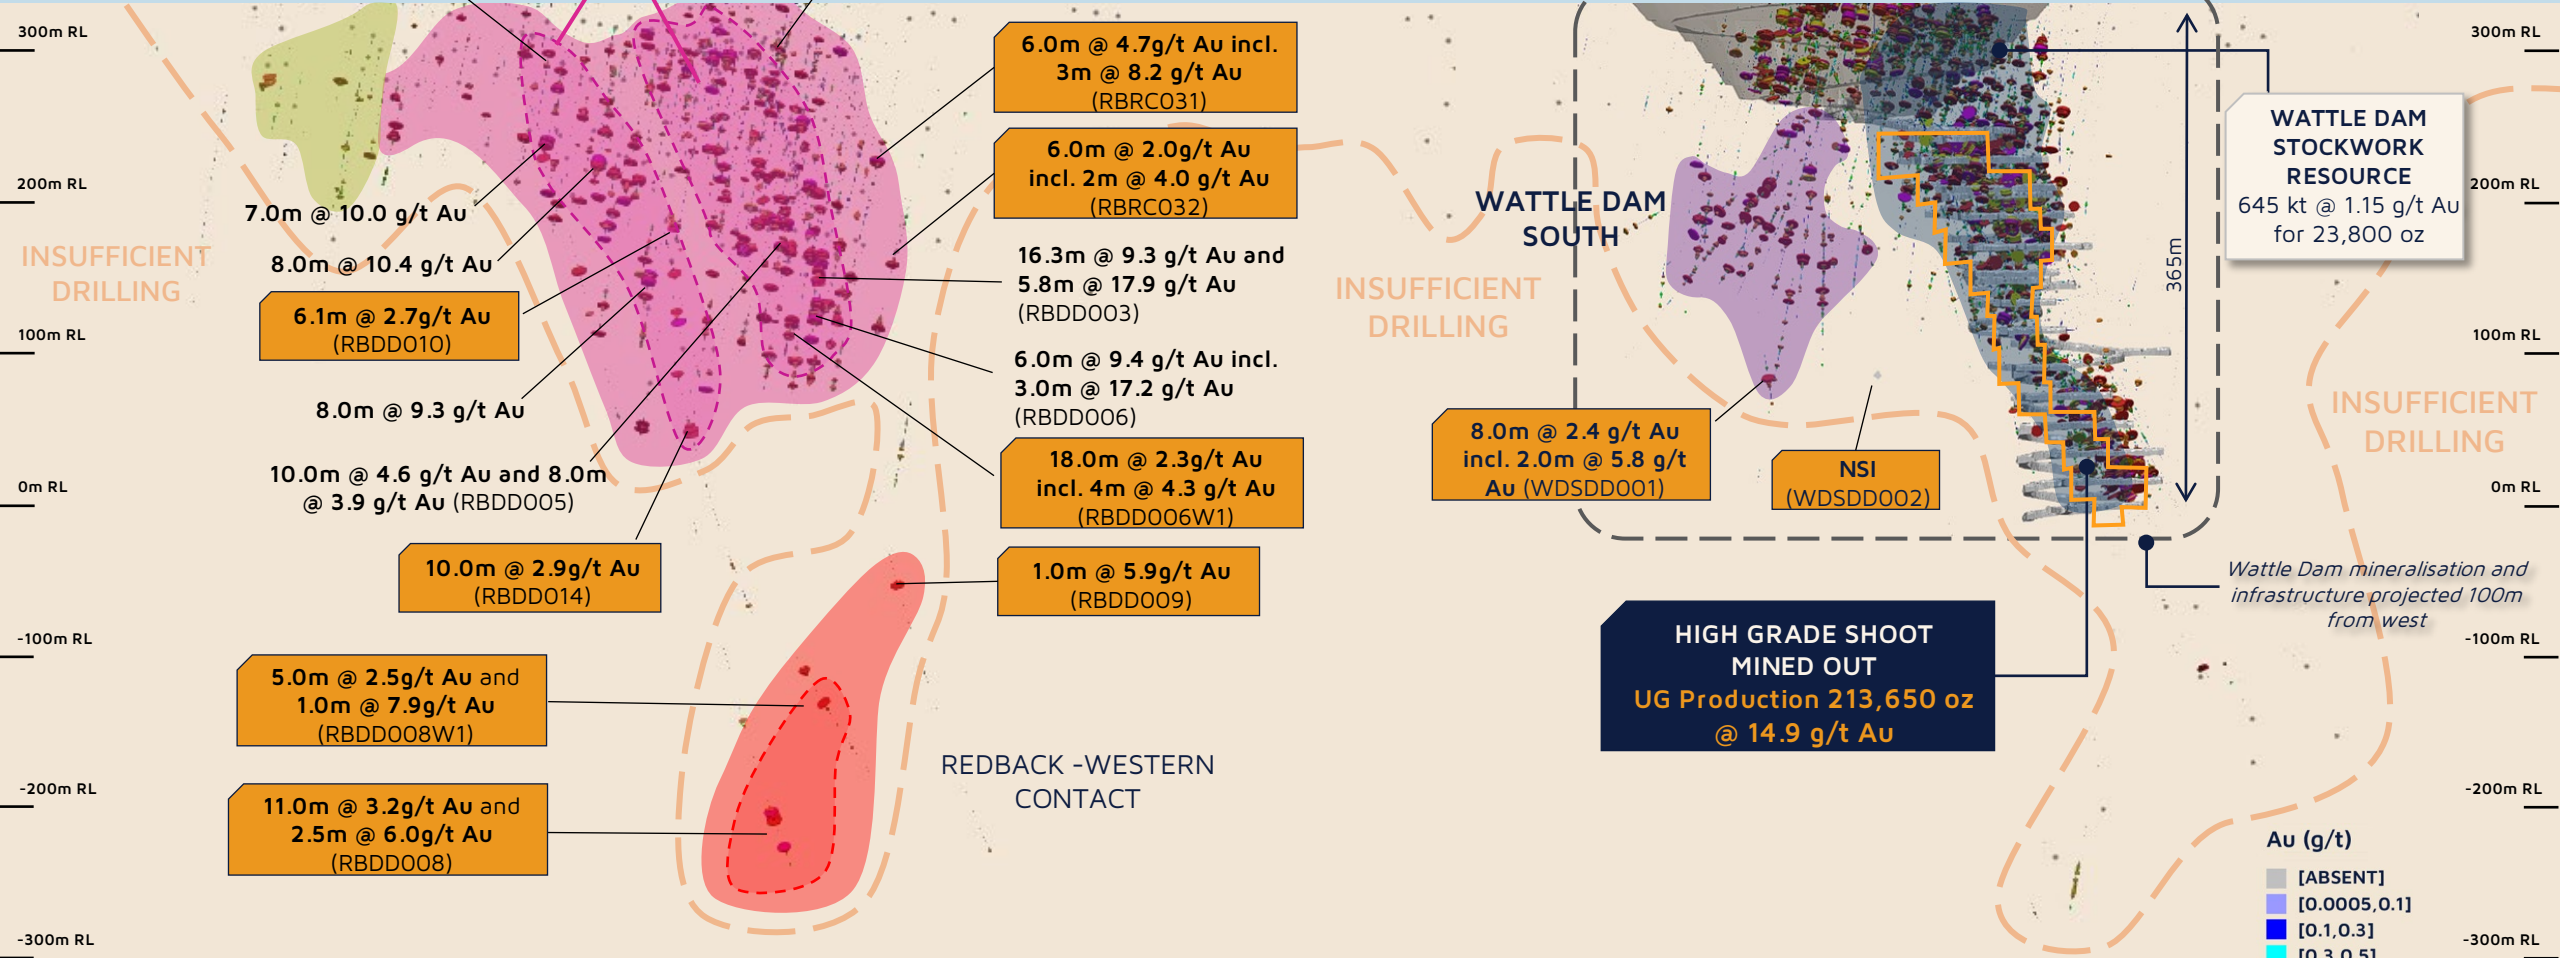 300m RL
200m RL
100m RL
0m RL
-100m RL
-200m RL
-300m RL
INSUFFICIENT
DRILLING
7.0m @ 10.0 g/t Au
8.0m @ 10.4 g/t Au
6.1m @ 2.7g/t Au
(RBDD010)
8.0m @ 9.3 g/t Au
10.0m @ 4.6 g/t Au and 8.0m
@ 3.9 g/t Au (RBDD005)
10.0m @ 2.9g/t Au
(RBDD014)
5.0m @ 2.5g/t Au and
1.0m @ 7.9g/t Au
(RBDD008W1)
11.0m @ 3.2g/t Au and
2.5m @ 6.0g/t Au
(RBDD008)
6.0m @ 4.7g/t Au incl.
3m @ 8.2 g/t Au
(RBRC031)
6.0m @ 2.0g/t Au
incl. 2m @ 4.0 g/t Au
(RBRC032)
16.3m @ 9.3 g/t Au and
5.8m @ 17.9 g/t Au
(RBDD003)
6.0m @ 9.4 g/t Au incl.
3.0m @ 17.2 g/t Au
(RBDD006)
18.0m @ 2.3g/t Au
incl. 4m @ 4.3 g/t Au
(RBDD006W1)
1.0m @ 5.9g/t Au
(RBDD009)
REDBACK -WESTERN
CONTACT
INSUFFICIENT
DRILLING
WATTLE DAM
SOUTH
8.0m @ 2.4 g/t Au
incl. 2.0m @ 5.8 g/t
Au (WDSDD001)
NSI
(WDSDD002)
HIGH GRADE SHOOT
MINED OUT
UG Production 213,650 oz
@ 14.9 g/t Au
365m
WATTLE DAM
STOCKWORK
RESOURCE
645 kt @ 1.15 g/t Au
for 23,800 oz
INSUFFICIENT
DRILLING
Wattle Dam mineralisation and
infrastructure projected 100m
from west
300m RL
200m RL
100m RL
0m RL
-100m RL
-200m RL
-300m RL
Au (g/t)
[ABSENT]
[0.0005,0.1]
[0.1,0.3]
[0.3,0.5]